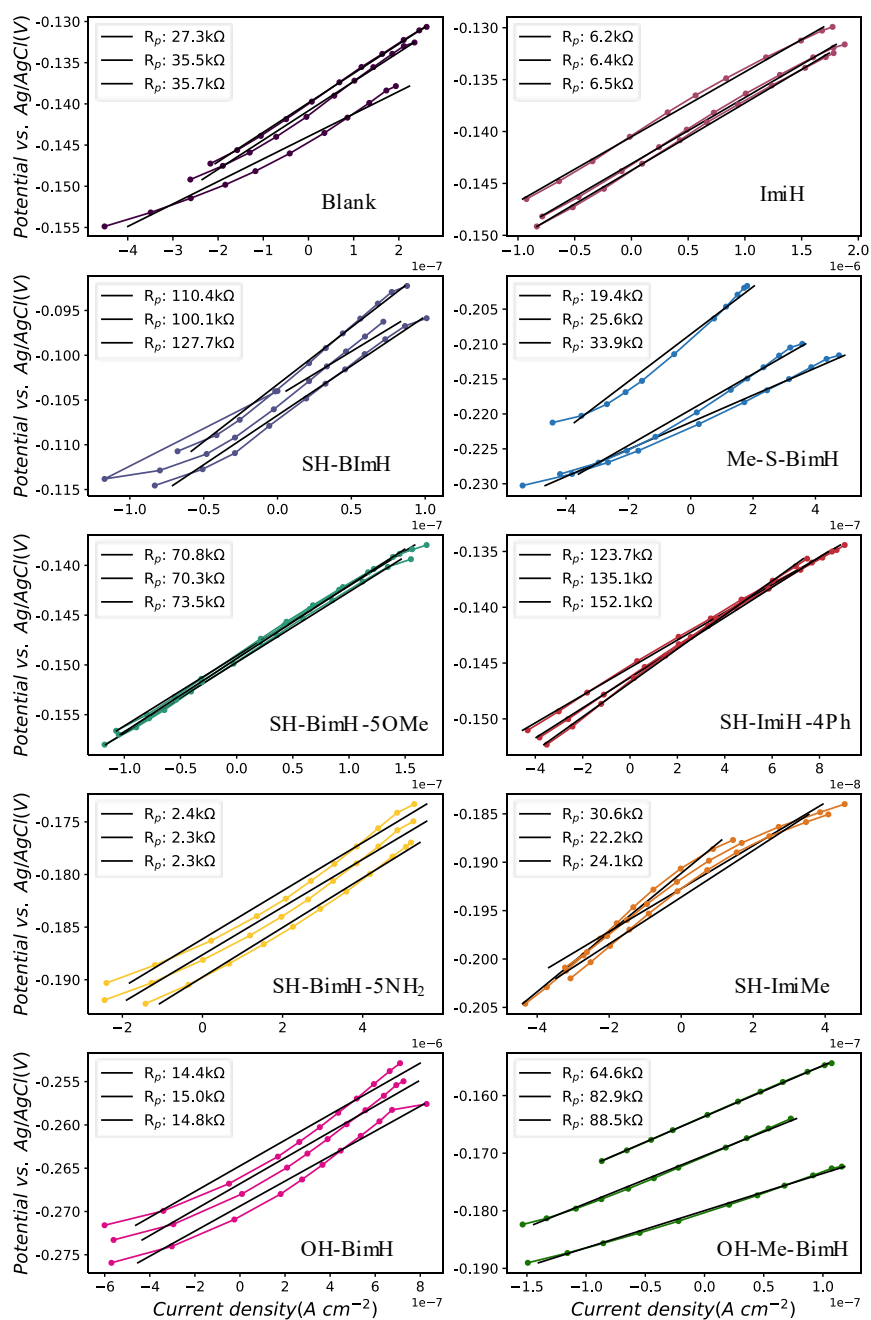 Potential vs. Ag/AgCl(V)
-0.130
-0.135
-0.140
-0.145
-0.150
-0.155
R_p: 27.3kΩ
R_p: 35.5kΩ
R_p: 35.7kΩ
Blank
−4 −3 −2 −1 0 1 2
1e−7
-0.130
-0.135
-0.140
-0.145
-0.150
R_p: 6.2kΩ
R_p: 6.4kΩ
R_p: 6.5kΩ
ImiH
−1.0 −0.5 0.0 0.5 1.0 1.5
1e−6
Potential vs. Ag/AgCl(V)
-0.095
-0.100
-0.105
-0.110
-0.115
R_p: 110.4kΩ
R_p: 100.1kΩ
R_p: 127.7kΩ
SH-BImH
−1.0 −0.5 0.0 0.5 1.0
1e−7
-0.205
-0.210
-0.215
-0.220
-0.225
-0.230
R_p: 19.4kΩ
R_p: 25.6kΩ
R_p: 33.9kΩ
Me-S-BimH
−4 −2 0 2 4
1e−7
Potential vs. Ag/AgCl(V)
-0.140
-0.145
-0.150
-0.155
R_p: 70.8kΩ
R_p: 70.3kΩ
R_p: 73.5kΩ
SH-BimH-5OMe
−1.0 −0.5 0.0 0.5 1.0 1.5
1e−7
-0.135
-0.140
-0.145
-0.150
R_p: 123.7kΩ
R_p: 135.1kΩ
R_p: 152.1kΩ
SH-ImiH-4Ph
−4 −2 0 2 4 6 8
1e−8
Potential vs. Ag/AgCl(V)
-0.175
-0.180
-0.185
-0.190
R_p: 2.4kΩ
R_p: 2.3kΩ
R_p: 2.3kΩ
SH-BimH-5NH₂
−2 0 2 4
1e−6
-0.185
-0.190
-0.195
-0.200
-0.205
R_p: 30.6kΩ
R_p: 22.2kΩ
R_p: 24.1kΩ
SH-ImiMe
−4 −2 0 2 4
1e−7
Potential vs. Ag/AgCl(V)
-0.255
-0.260
-0.265
-0.270
-0.275
R_p: 14.4kΩ
R_p: 15.0kΩ
R_p: 14.8kΩ
OH-BimH
−6 −4 −2 0 2 4 6 8
Current density(A cm⁻²)
1e−7
-0.160
-0.170
-0.180
-0.190
R_p: 64.6kΩ
R_p: 82.9kΩ
R_p: 88.5kΩ
OH-Me-BimH
−1.5 −1.0 −0.5 0.0 0.5 1.0
Current density(A cm⁻²)
1e−7